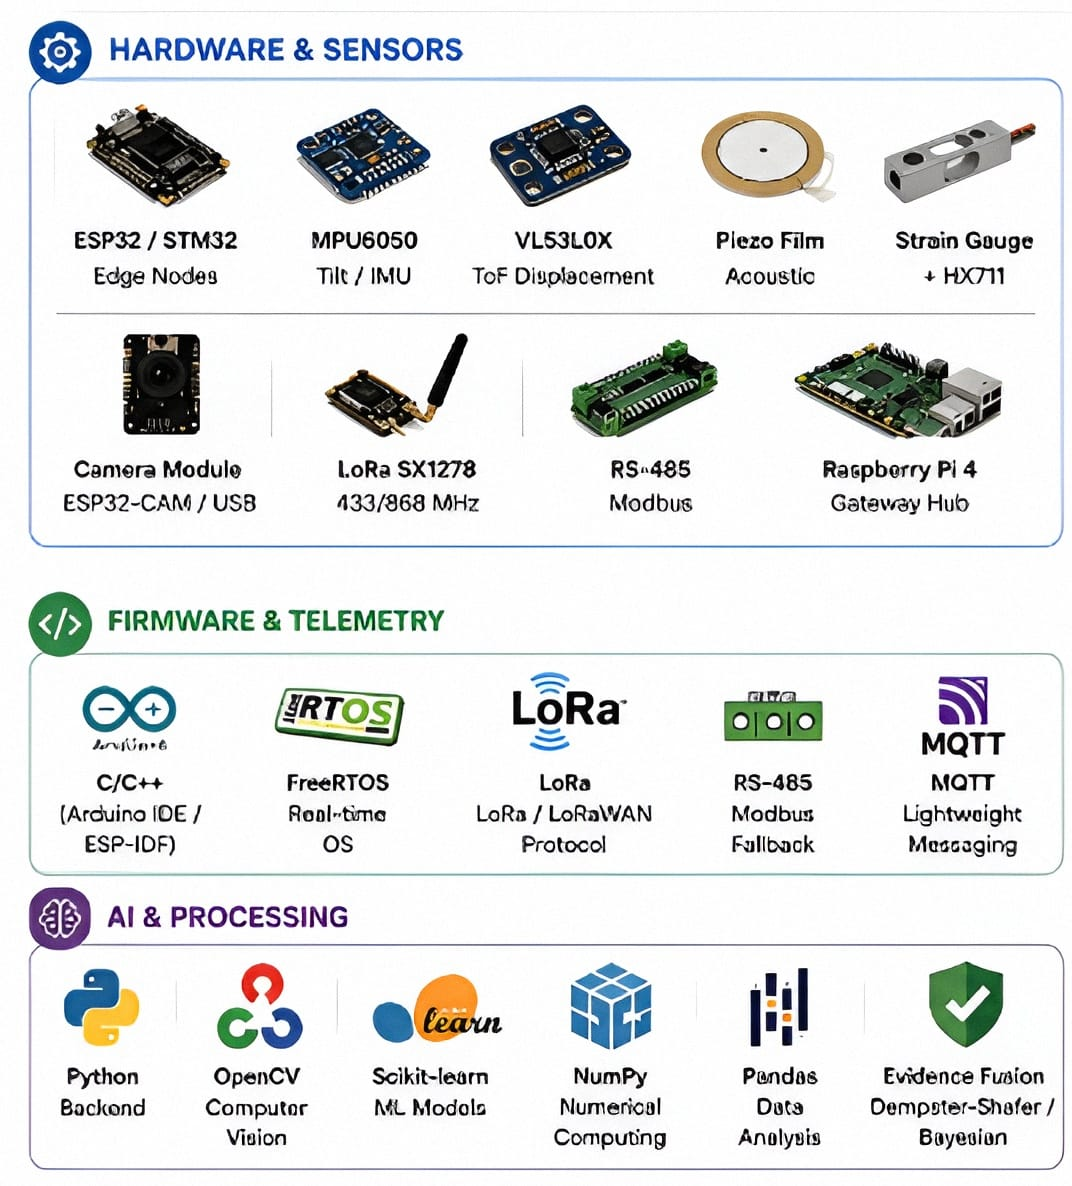 HARDWARE & SENSORS
ESP32 / STM32
Edge Nodes
MPU6050
Tilt / IMU
VL53L0X
ToF Displacement
Piezo Film
Acoustic
Strain Gauge
+ HX711
Camera Module
ESP32-CAM / USB
LoRa SX1278
433/868 MHz
RS-485
Modbus
Raspberry Pi 4
Gateway Hub
FIRMWARE & TELEMETRY
C/C++
(Arduino IDE /
ESP-IDF)
RTOS
FreeRTOS
Real-time
OS
LoRa
LoRa
LoRa / LoRaWAN
Protocol
RS-485
Modbus
Fallback
MQTT
MQTT
Lightweight
Messaging
AI & PROCESSING
Python
Backend
OpenCV
Computer
Vision
learn
Scikit-learn
ML Models
NumPy
Numerical
Computing
Pandas
Data
Analysis
Evidence Fusion
Dempster-Shafer /
Bayesian